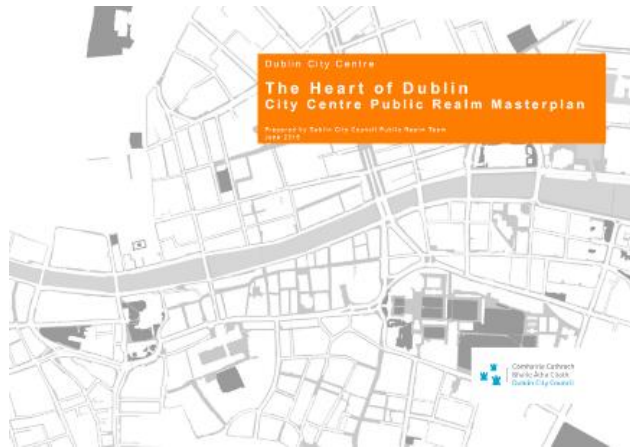 Dublin City Centre
The Heart of Dublin
City Centre Public Realm Masterplan
Prepared by Dublin City Council Public Realm Team
June 2016
Comhairle Cathrach
Bhaile Átha Cliath
Dublin City Council